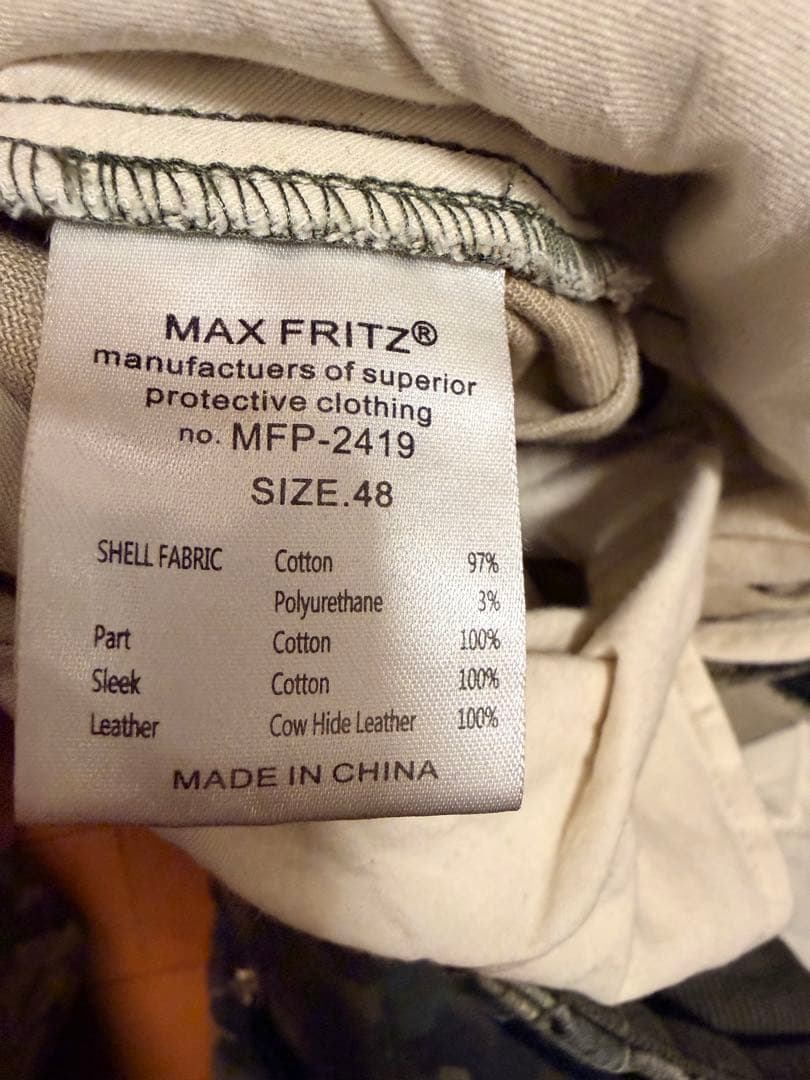 MAX FRITZ®
manufactuers of superior
protective clothing
no. MFP-2419
SIZE.48
SHELL FABRIC Cotton 97%
Polyurethane 3%
Part Cotton 100%
Sleek Cotton 100%
Leather Cow Hide Leather 100%
MADE IN CHINA